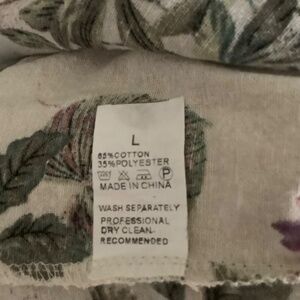 L
65%COTTON
35%POLYESTER
P
MADE IN CHINA
WASH SEPARATELY
PROFESSIONAL
DRY CLEAN
RECOMMENDED